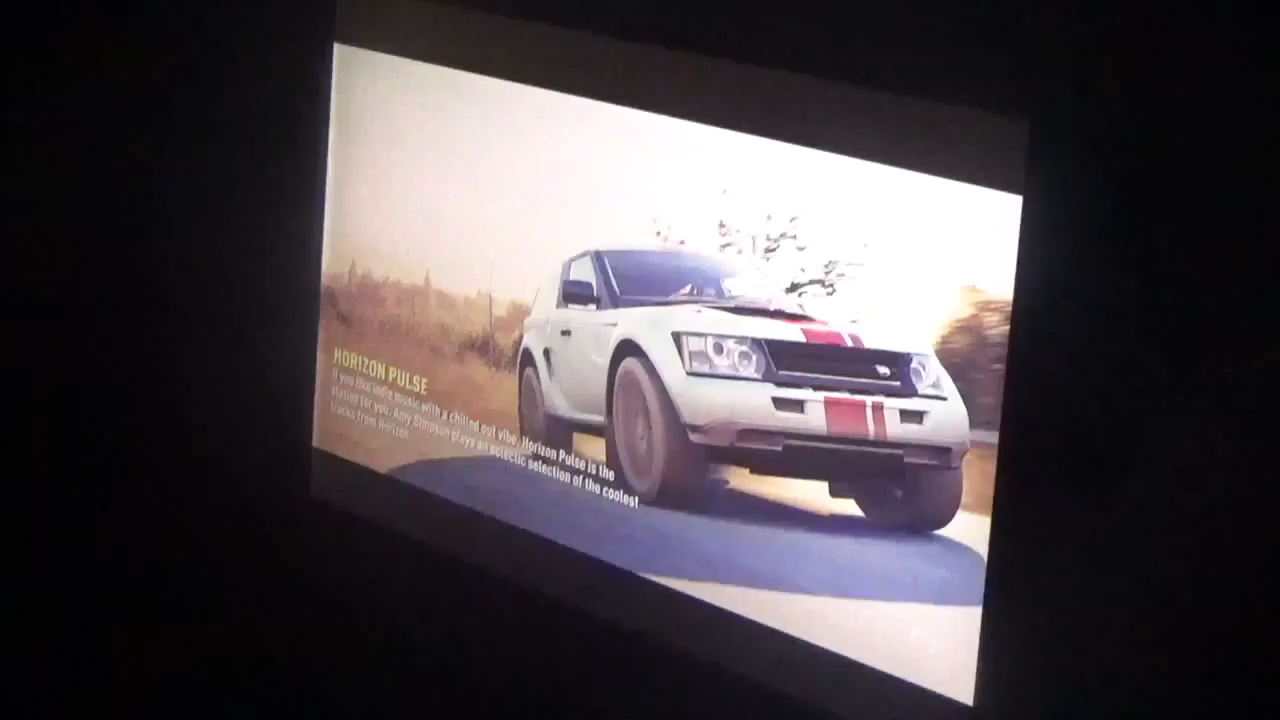 HORIZON PULSE
If you like indie music with a chilled out vibe, Horizon Pulse is the
station for you. Amy Simpson plays an eclectic selection of the coolest
tracks from Horizon